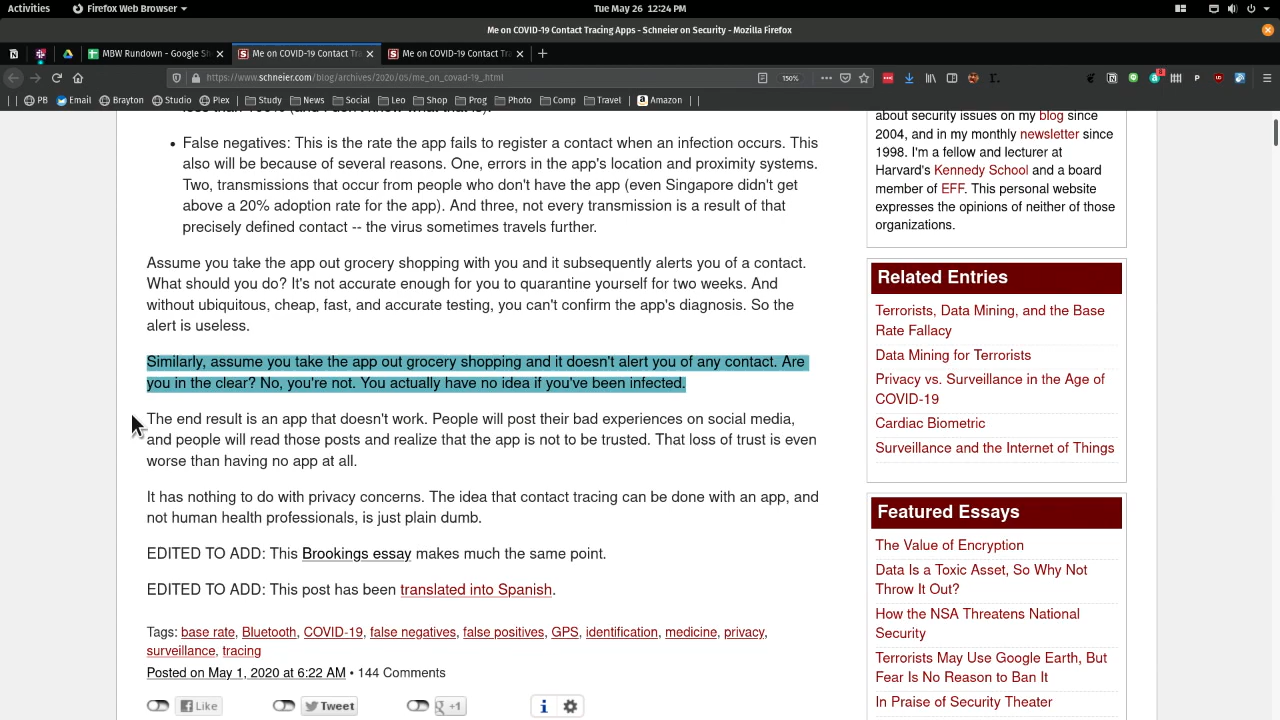 Activities Firefox Web Browser Tue May 26 12:24 PM
Me on COVID-19 Contact Tracing Apps - Schneier on Security - Mozilla Firefox
MBW Rundown - Google Sh Me on COVID-19 Contact Tra Me on COVID-19 Contact Tra
https://www.schneier.com/blog/archives/2020/05/me_on_covad-19_.html 150%
PB Email Brayton Studio Plex Study News Social Leo Shop Prog Photo Comp Travel Amazon
False negatives: This is the rate the app fails to register a contact when an infection occurs. This
also will be because of several reasons. One, errors in the app's location and proximity systems.
Two, transmissions that occur from people who don't have the app (even Singapore didn't get
above a 20% adoption rate for the app). And three, not every transmission is a result of that
precisely defined contact -- the virus sometimes travels further.
Assume you take the app out grocery shopping with you and it subsequently alerts you of a contact.
What should you do? It's not accurate enough for you to quarantine yourself for two weeks. And
without ubiquitous, cheap, fast, and accurate testing, you can't confirm the app's diagnosis. So the
alert is useless.
Similarly, assume you take the app out grocery shopping and it doesn't alert you of any contact. Are
you in the clear? No, you're not. You actually have no idea if you've been infected.
The end result is an app that doesn't work. People will post their bad experiences on social media,
and people will read those posts and realize that the app is not to be trusted. That loss of trust is even
worse than having no app at all.
It has nothing to do with privacy concerns. The idea that contact tracing can be done with an app, and
not human health professionals, is just plain dumb.
EDITED TO ADD: This Brookings essay makes much the same point.
EDITED TO ADD: This post has been translated into Spanish.
Tags: base rate, Bluetooth, COVID-19, false negatives, false positives, GPS, identification, medicine, privacy,
surveillance, tracing
Posted on May 1, 2020 at 6:22 AM • 144 Comments
Like Tweet +1 i
about security issues on my blog since
2004, and in my monthly newsletter since
1998. I'm a fellow and lecturer at
Harvard's Kennedy School and a board
member of EFF. This personal website
expresses the opinions of neither of those
organizations.
Related Entries
Terrorists, Data Mining, and the Base
Rate Fallacy
Data Mining for Terrorists
Privacy vs. Surveillance in the Age of
COVID-19
Cardiac Biometric
Surveillance and the Internet of Things
Featured Essays
The Value of Encryption
Data Is a Toxic Asset, So Why Not
Throw It Out?
How the NSA Threatens National
Security
Terrorists May Use Google Earth, But
Fear Is No Reason to Ban It
In Praise of Security Theater